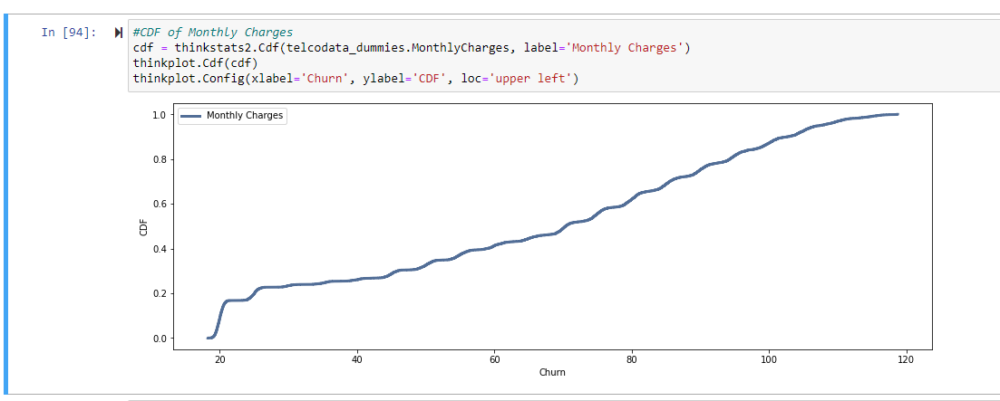 In [94]:
#CDF of Monthly Charges
cdf = thinkstats2.Cdf(telcodata_dummies.MonthlyCharges, label='Monthly Charges')
thinkplot.Cdf(cdf)
thinkplot.Config(xlabel='Churn', ylabel='CDF', loc='upper left')
Monthly Charges
1.0
0.8
0.6
0.4
0.2
0.0
CDF
20 40 60 80 100 120
Churn